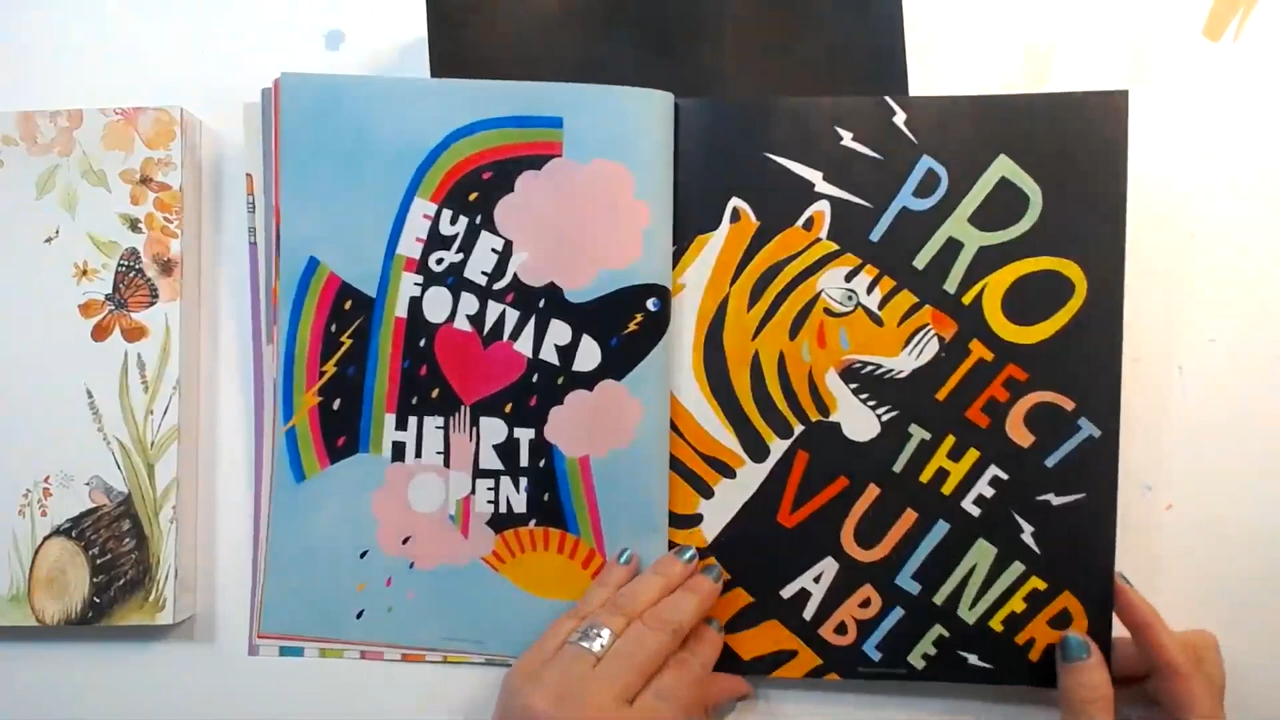 EYES
FORWARD
HEART
OPEN
PRO
TECT
THE
VULNER
ABLE